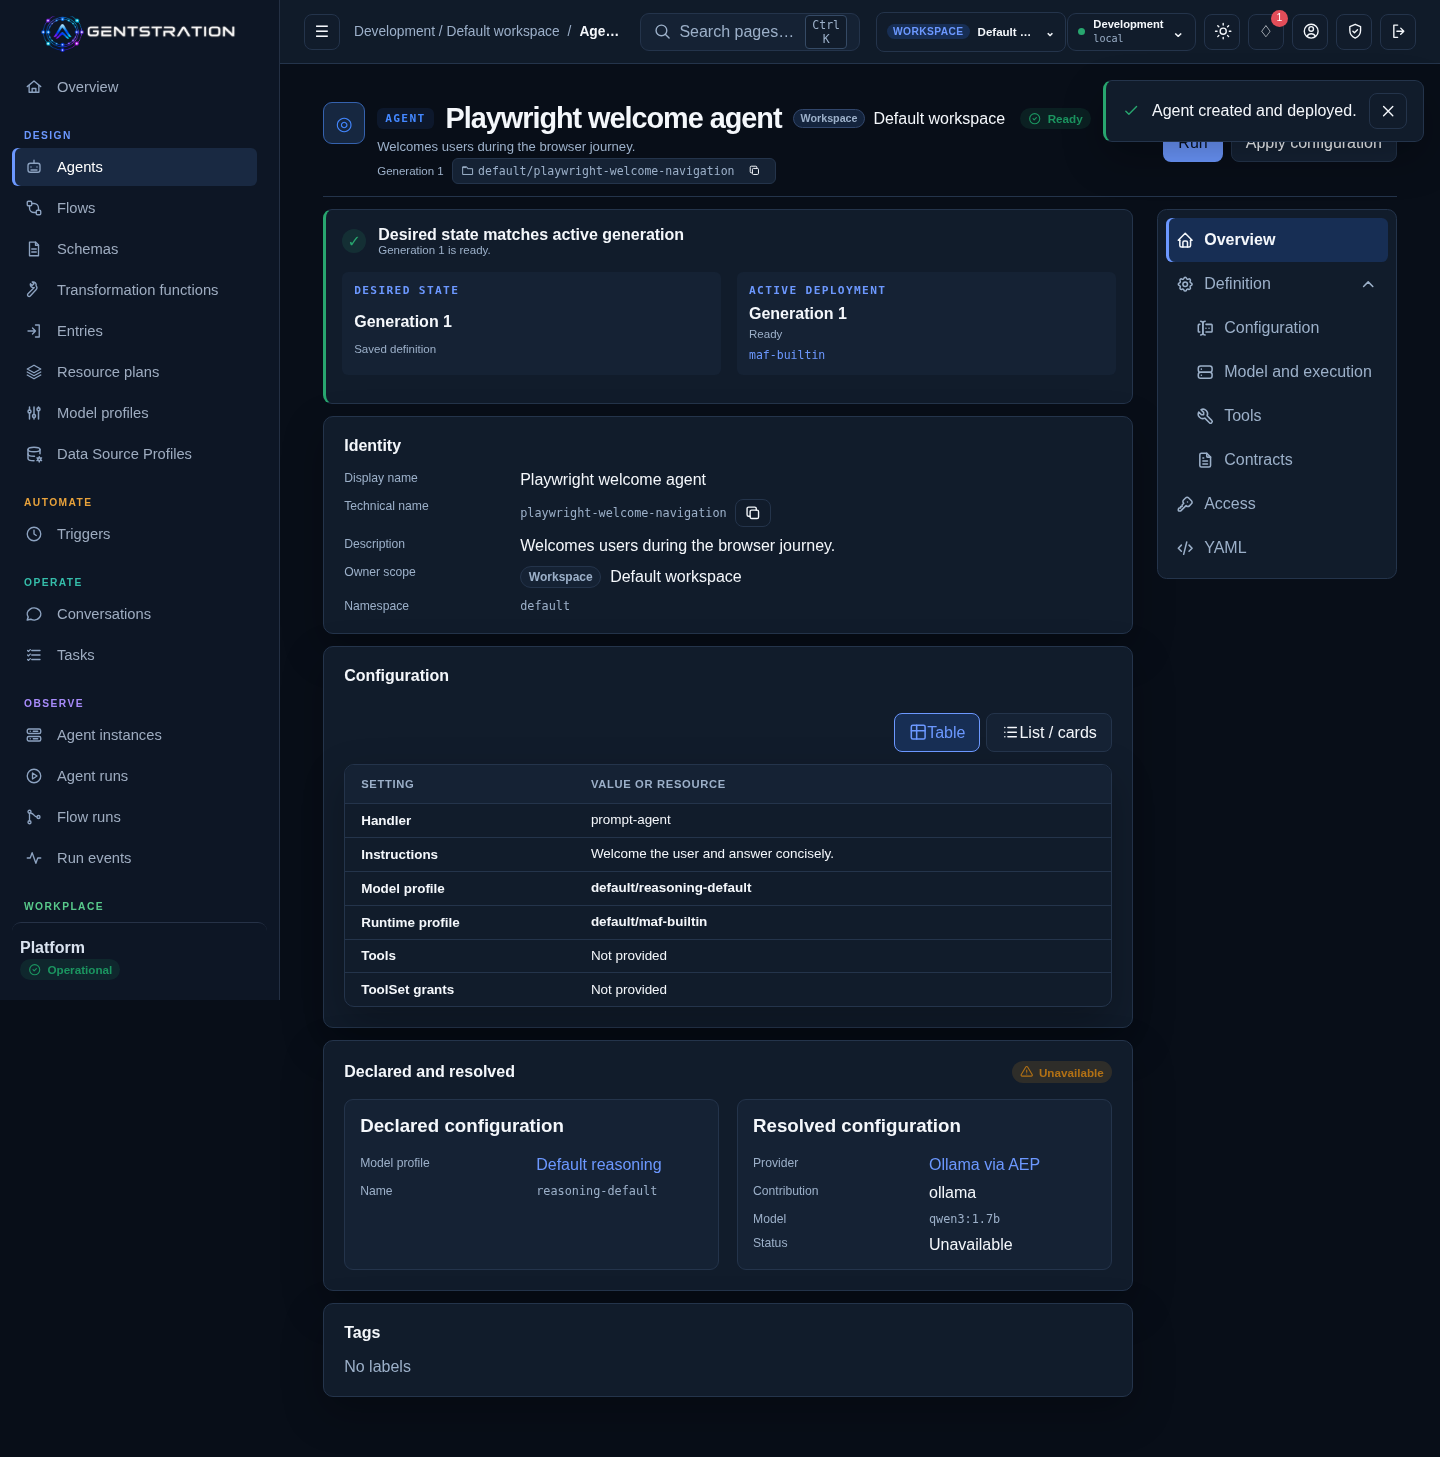 GENTSTRATION
Overview
DESIGN
Agents
Flows
Schemas
Transformation functions
Entries
Resource plans
Model profiles
Data Source Profiles
AUTOMATE
Triggers
OPERATE
Conversations
Tasks
OBSERVE
Agent instances
Agent runs
Flow runs
Run events
WORKPLACE
Platform
Operational
Development / Default workspace / Age…
Search pages… Ctrl K
WORKSPACE Default …
Development
local
1
Agent created and deployed.
AGENT Playwright welcome agent Workspace Default workspace Ready
Welcomes users during the browser journey.
Generation 1 default/playwright-welcome-navigation
Run Apply configuration
Desired state matches active generation
Generation 1 is ready.
DESIRED STATE
Generation 1
Saved definition
ACTIVE DEPLOYMENT
Generation 1
Ready
maf-builtin
Identity
Display name Playwright welcome agent
Technical name playwright-welcome-navigation
Description Welcomes users during the browser journey.
Owner scope Workspace Default workspace
Namespace default
Configuration
Table List / cards
SETTING VALUE OR RESOURCE
Handler prompt-agent
Instructions Welcome the user and answer concisely.
Model profile default/reasoning-default
Runtime profile default/maf-builtin
Tools Not provided
ToolSet grants Not provided
Declared and resolved Unavailable
Declared configuration
Model profile Default reasoning
Name reasoning-default
Resolved configuration
Provider Ollama via AEP
Contribution ollama
Model qwen3:1.7b
Status Unavailable
Tags
No labels
Overview
Definition
Configuration
Model and execution
Tools
Contracts
Access
YAML